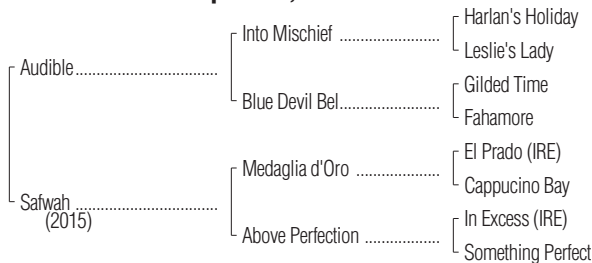 Harlan's Holiday
Into Mischief ....................
Leslie's Lady
Audible.............................
Gilded Time
Blue Devil Bel....................
Fahamore
El Prado (IRE)
Medaglia d'Oro ................
Cappucino Bay
Safwah .............................
(2015)
In Excess (IRE)
Above Perfection ...............
Something Perfect